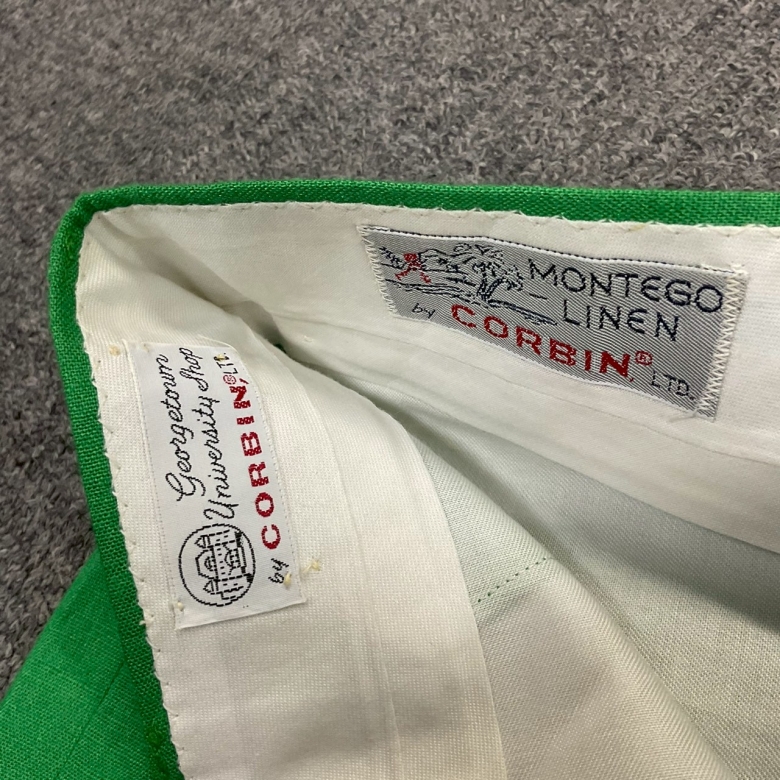 MONTEGO
LINEN
by CORBIN,® LTD.
Georgetown
University Shop
by CORBIN,® LTD.